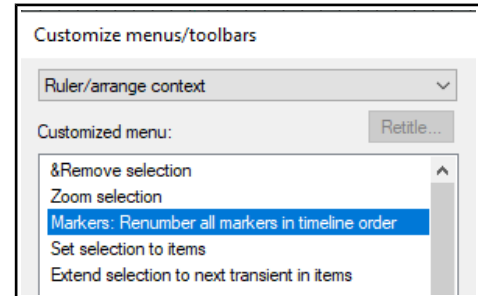 Customize menus/toolbars
Ruler/arrange context
Customized menu:
Retitle...
&Remove selection
Zoom selection
Markers: Renumber all markers in timeline order
Set selection to items
Extend selection to next transient in items